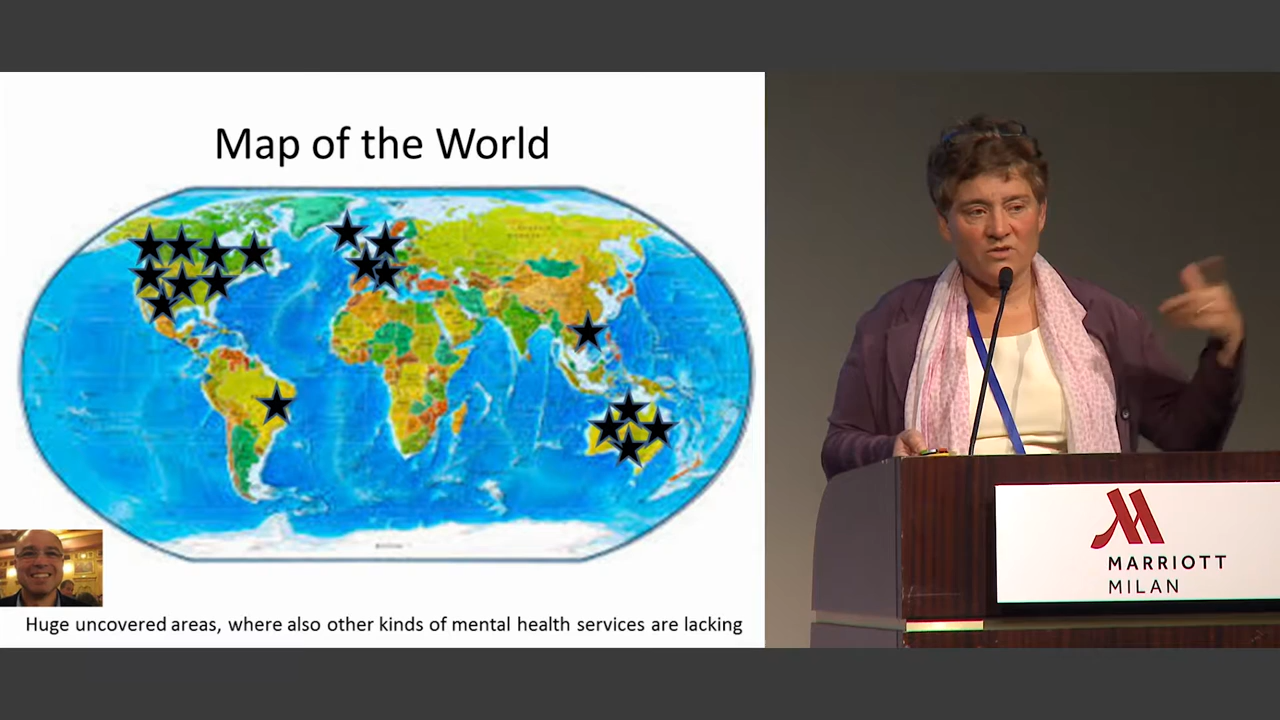 Map of the World
Huge uncovered areas, where also other kinds of mental health services are lacking
MARRIOTT
MILAN